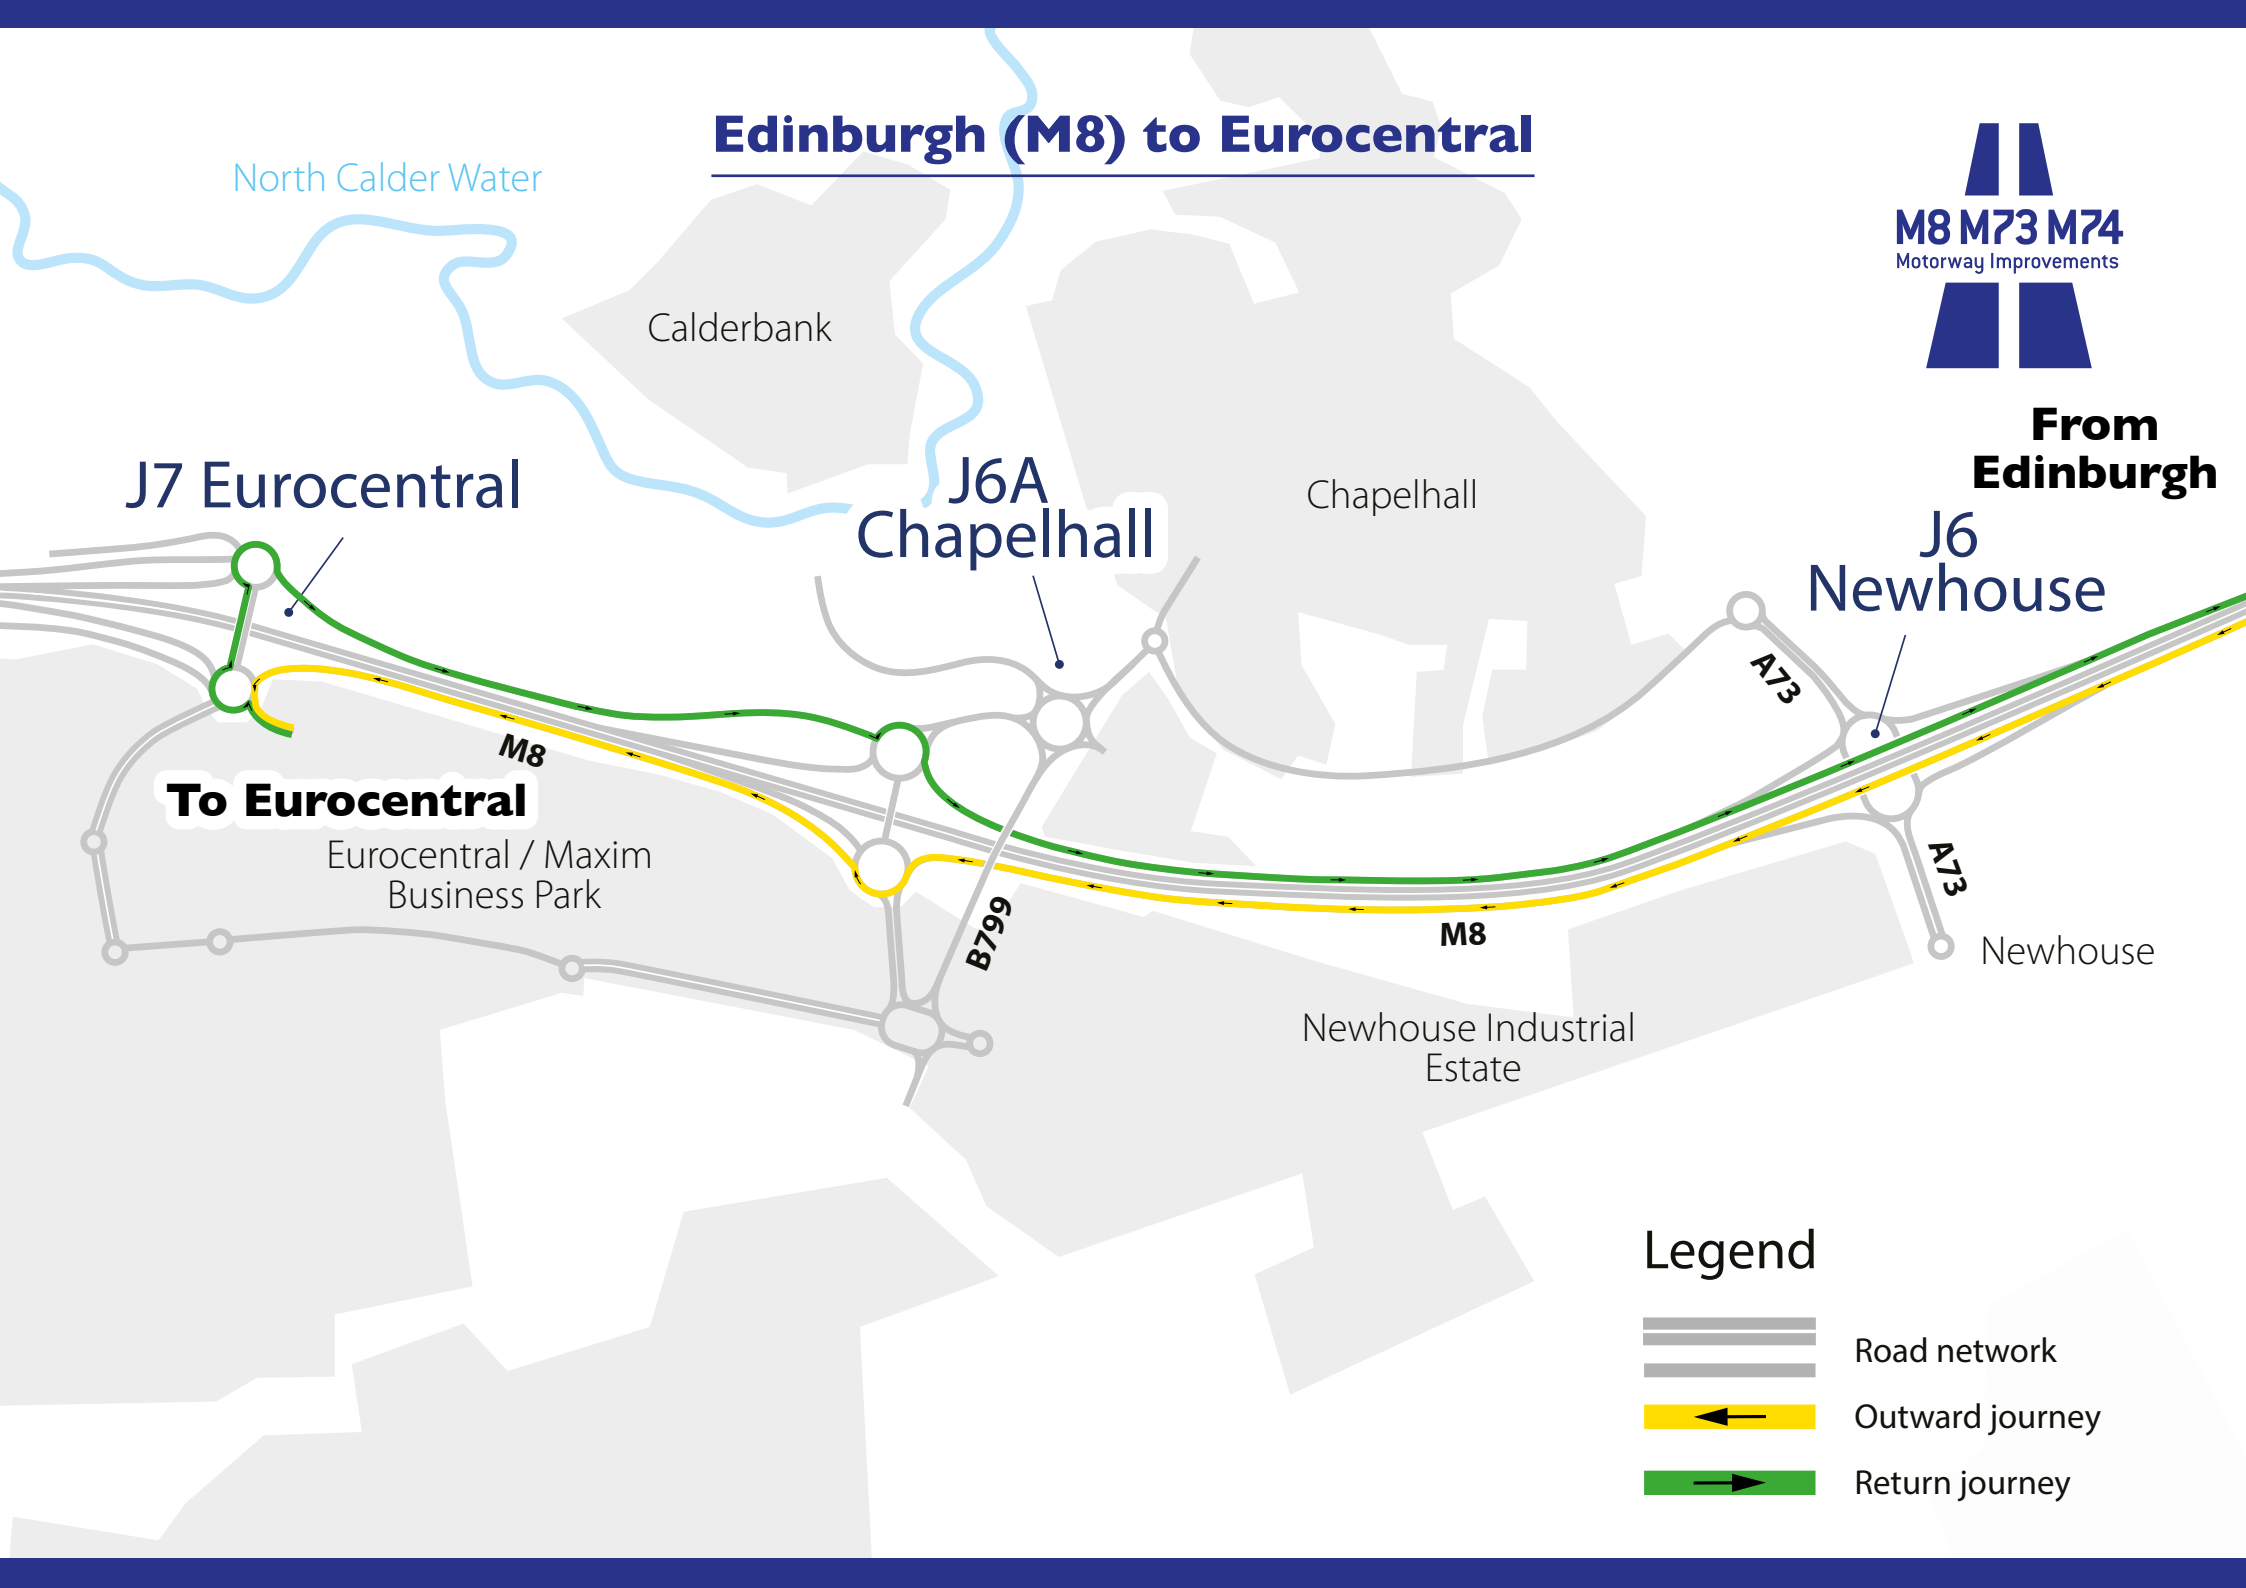 Edinburgh (M8) to Eurocentral
North Calder Water
M8 M73 M74
Motorway Improvements
Calderbank
From
Edinburgh
J7 Eurocentral
J6A
Chapelhall
Chapelhall
J6
Newhouse
A73
M8
To Eurocentral
Eurocentral / Maxim
Business Park
A73
B799
M8
Newhouse
Newhouse Industrial
Estate
Legend
Road network
Outward journey
Return journey